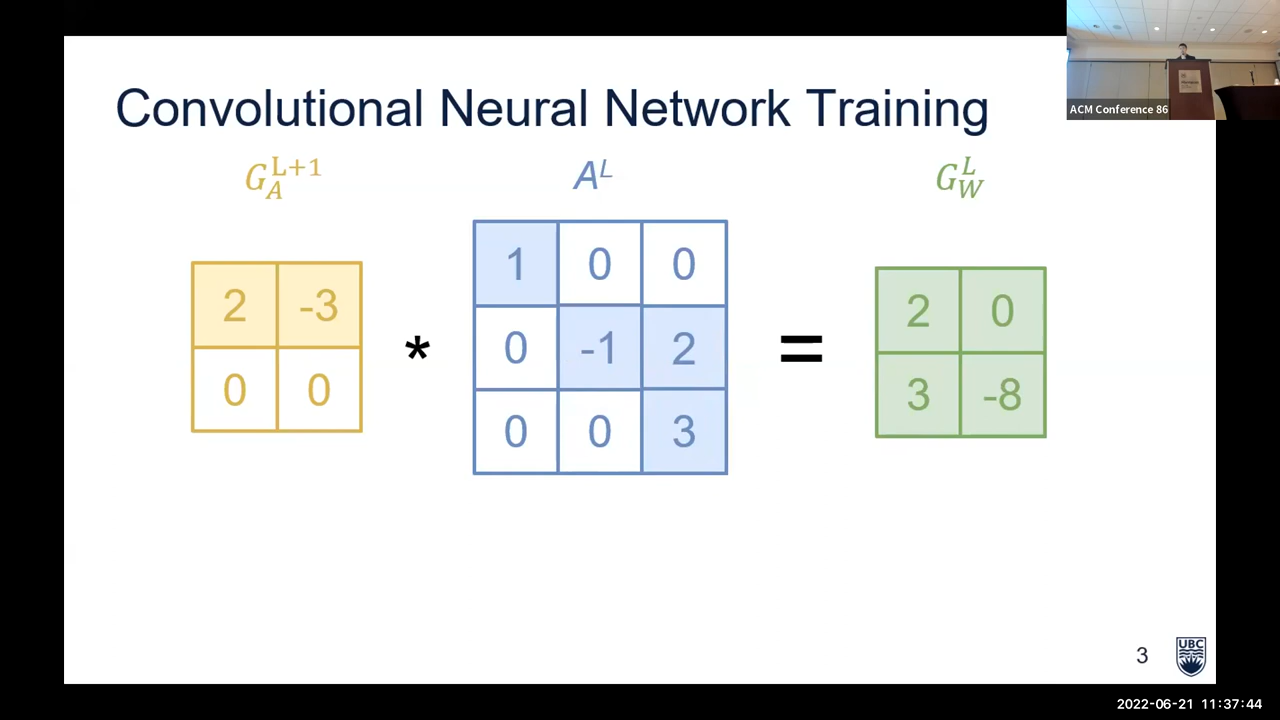 Convolutional Neural Network Training
G_A^{L+1} A^L G_W^L
2 -3
0 0
*
1 0 0
0 -1 2
0 0 3
=
2 0
3 -8
3
UBC
ACM Conference 86
2022-06-21 11:37:44